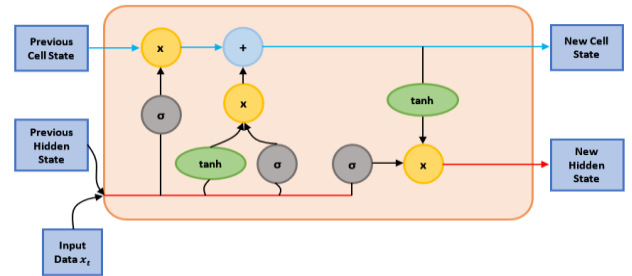 Previous
Cell State
x
+
New Cell
State
σ
x
tanh
Previous
Hidden
State
tanh
σ
σ
x
New
Hidden
State
Input
Data xₜ